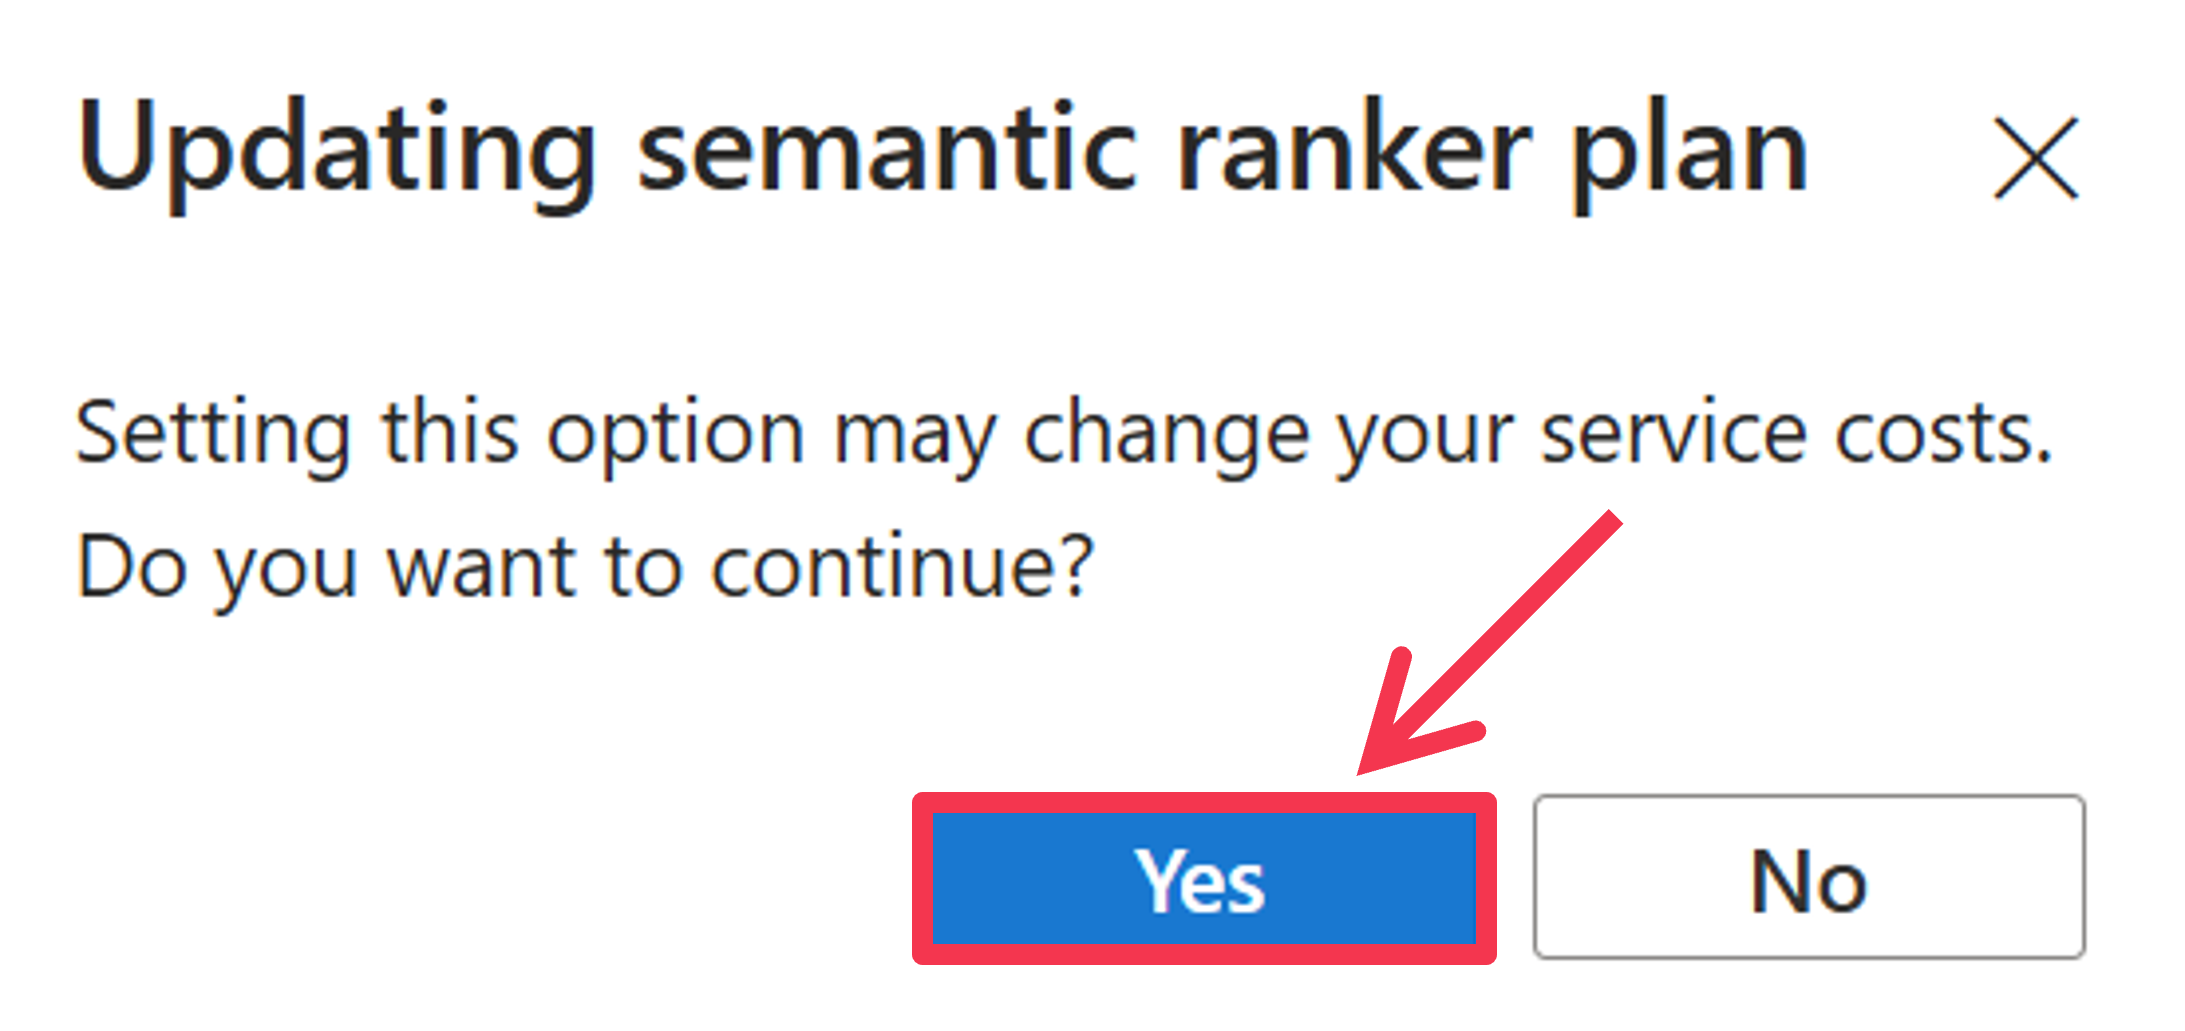 Updating semantic ranker plan
Setting this option may change your service costs.
Do you want to continue?
Yes
No